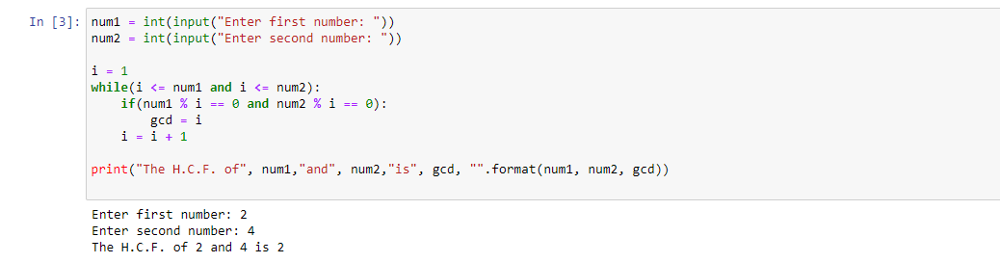 In [3]: num1 = int(input("Enter first number: "))
num2 = int(input("Enter second number: "))
i = 1
while(i <= num1 and i <= num2):
    if(num1 % i == 0 and num2 % i == 0):
        gcd = i
    i = i + 1
print("The H.C.F. of", num1,"and", num2,"is", gcd, "".format(num1, num2, gcd))
Enter first number: 2
Enter second number: 4
The H.C.F. of 2 and 4 is 2